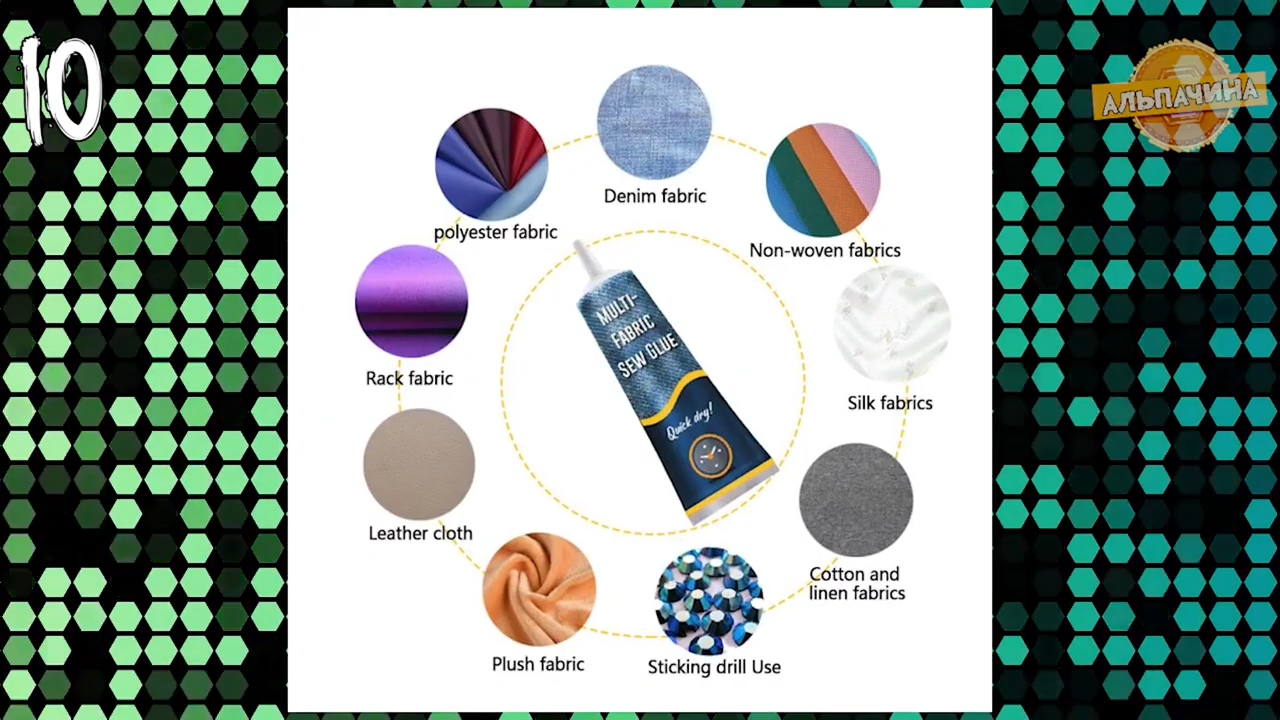 10
АЛЬПАЧИНА
Denim fabric
polyester fabric
Non-woven fabrics
MULTI-
FABRIC
SEW GLUE
Quick dry!
Rack fabric
Silk fabrics
Leather cloth
Cotton and
linen fabrics
Plush fabric
Sticking drill Use